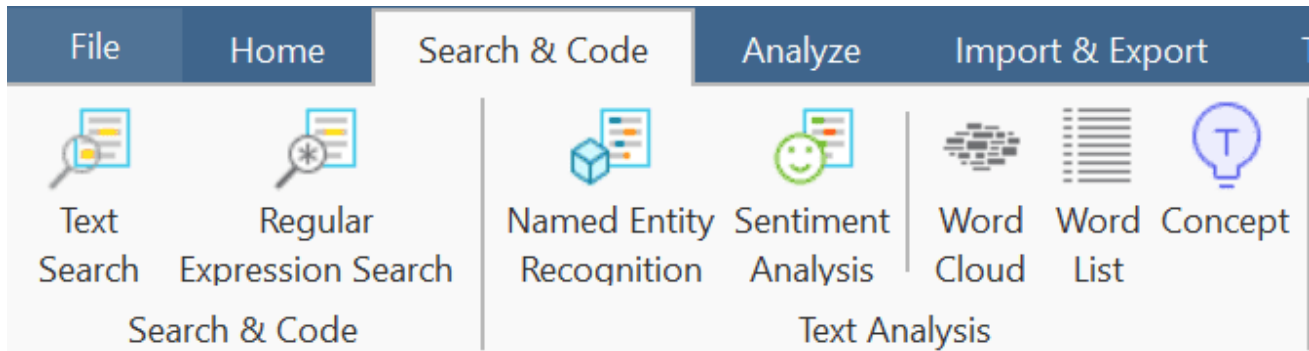 File Home Search & Code Analyze Import & Export T
Text Regular Named Entity Sentiment Word Word Concept
Search Expression Search Recognition Analysis Cloud List
Search & Code Text Analysis